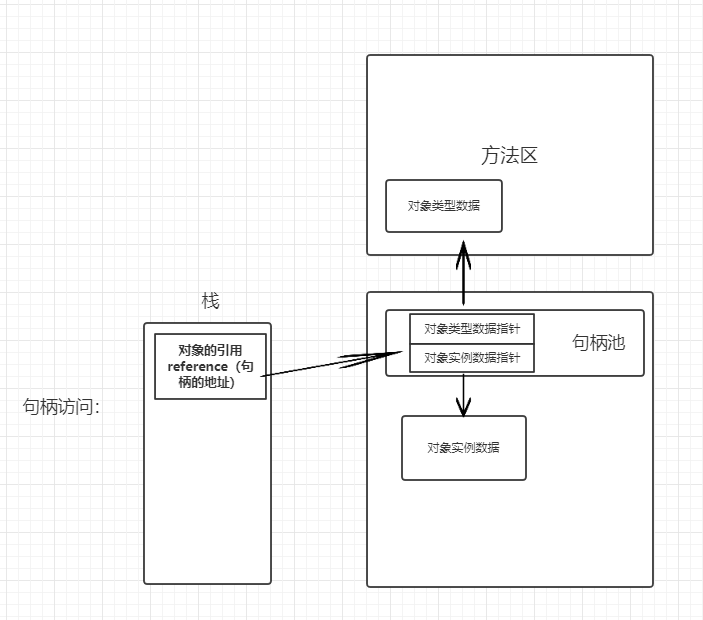 方法区
对象类型数据
栈
对象类型数据指针
对象实例数据指针
句柄池
对象的引用
reference（句
柄的地址）
句柄访问：
对象实例数据